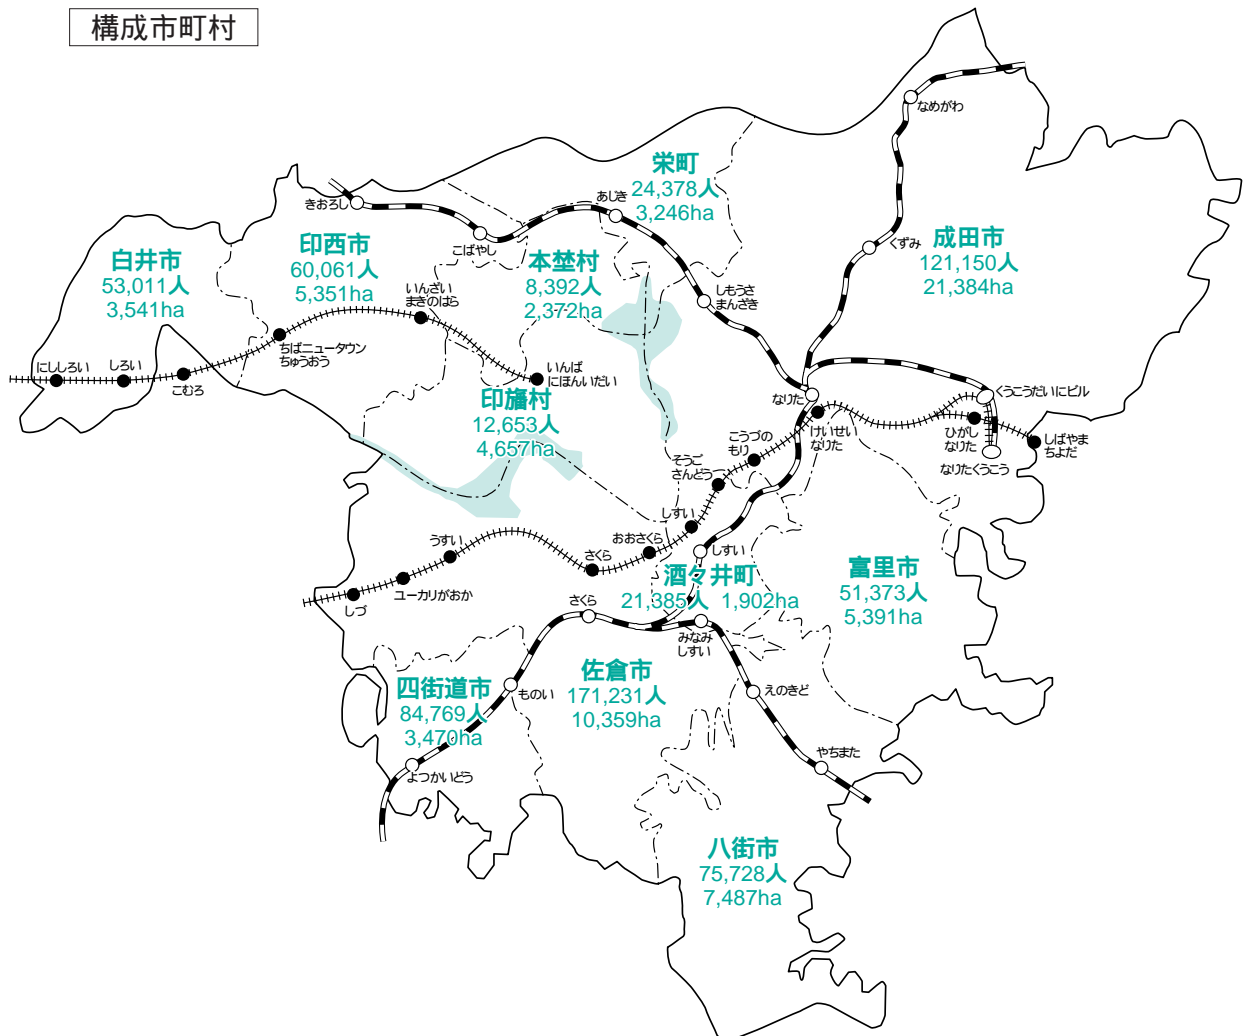 構成市町村
なめがわ
栄町
24,378人
3,246ha
あじき
きおろし
こばやし
くずみ
成田市
121,150人
21,384ha
白井市
53,011人
3,541ha
印西市
60,061人
5,351ha
本埜村
8,392人
2,372ha
いんざい
まきのはら
しもうさ
まんざき
ちばニュータウン
ちゅうおう
にししろい
しろい
こむろ
いんば
にほんいだい
印旛村
12,653人
4,657ha
なりた
くうこうだいにビル
けいせい
なりた
ひがし
なりた
しばやま
ちよだ
なりたくうこう
こうづの
もり
そうご
さんどう
しすい
おおさくら
うすい
さくら
しすい
ユーカリがおか
しづ
酒々井町
21,385人 1,902ha
富里市
51,373人
5,391ha
さくら
みなみ
しすい
佐倉市
171,231人
10,359ha
四街道市
84,769人
3,470ha
ものい
えのきど
よつかいどう
やちまた
八街市
75,728人
7,487ha